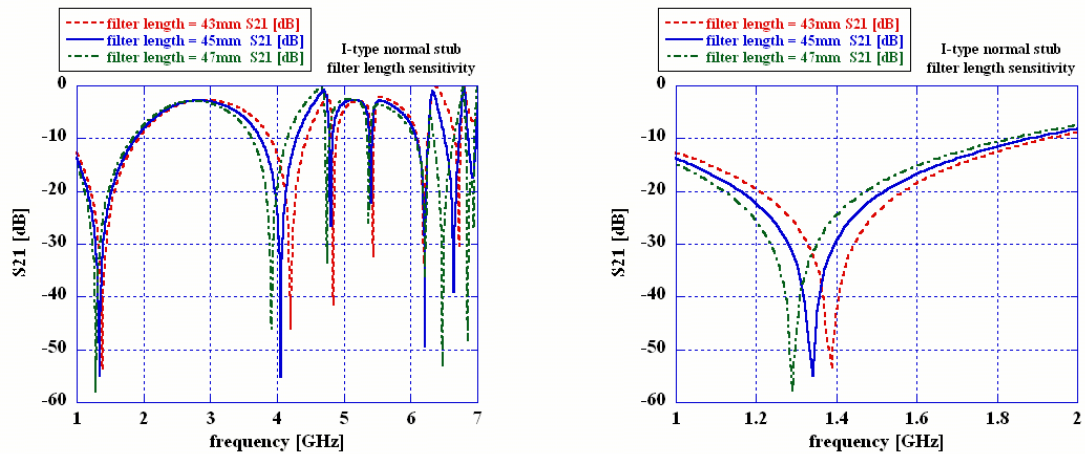 filter length = 43mm S21 [dB]
filter length = 45mm S21 [dB]
filter length = 47mm S21 [dB]
I-type normal stub
filter length sensitivity
0
-10
-20
-30
-40
-50
-60
S21 [dB]
1
2
3
4
5
6
7
frequency [GHz]
filter length = 43mm S21 [dB]
filter length = 45mm S21 [dB]
filter length = 47mm S21 [dB]
I-type normal stub
filter length sensitivity
0
-10
-20
-30
-40
-50
-60
S21 [dB]
1
1.2
1.4
1.6
1.8
2
frequency [GHz]